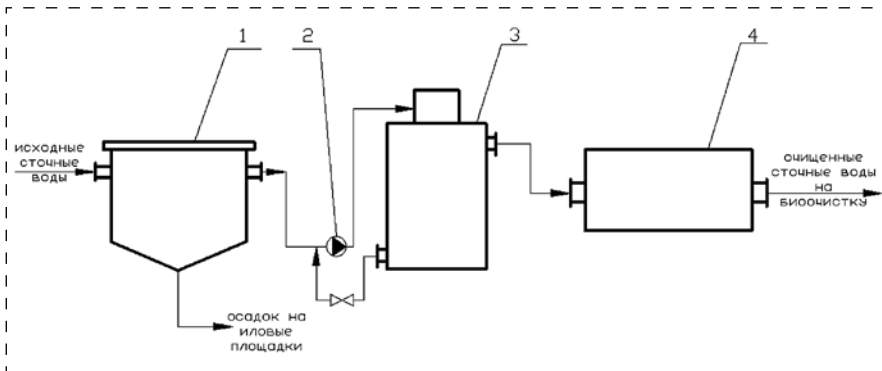 1
2
3
4
исходные
сточные
воды
очищенные
сточные воды
на
биоочистку
осадок на
иловые
площадки